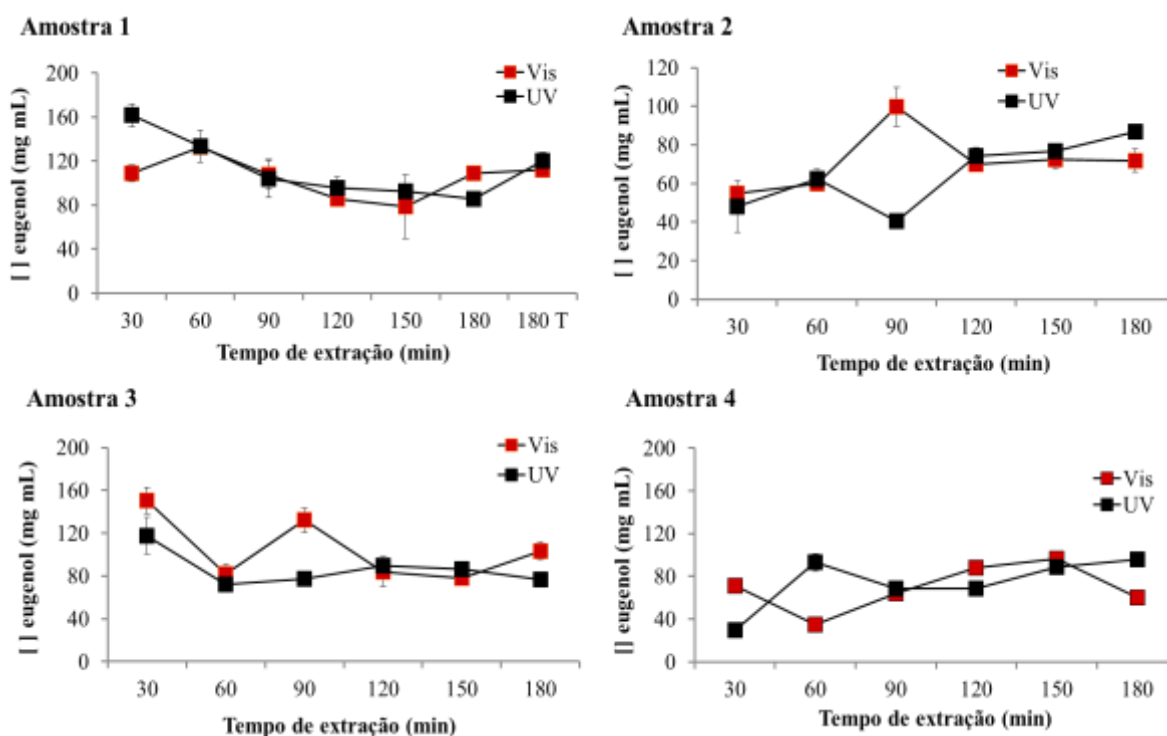 Amostra 1
200
160
120
80
40
0
[ ] eugenol (mg mL)
Vis
UV
30 60 90 120 150 180 180 T
Tempo de extração (min)
Amostra 2
120
100
80
60
40
20
0
[ ] eugenol (mg mL)
Vis
UV
30 60 90 120 150 180
Tempo de extração (min)
Amostra 3
200
160
120
80
40
0
[ ] eugenol (mg mL)
Vis
UV
30 60 90 120 150 180
Tempo de extração (min)
Amostra 4
200
160
120
80
40
0
[] eugenol (mg mL)
Vis
UV
30 60 90 120 150 180
Tempo de extração (min)